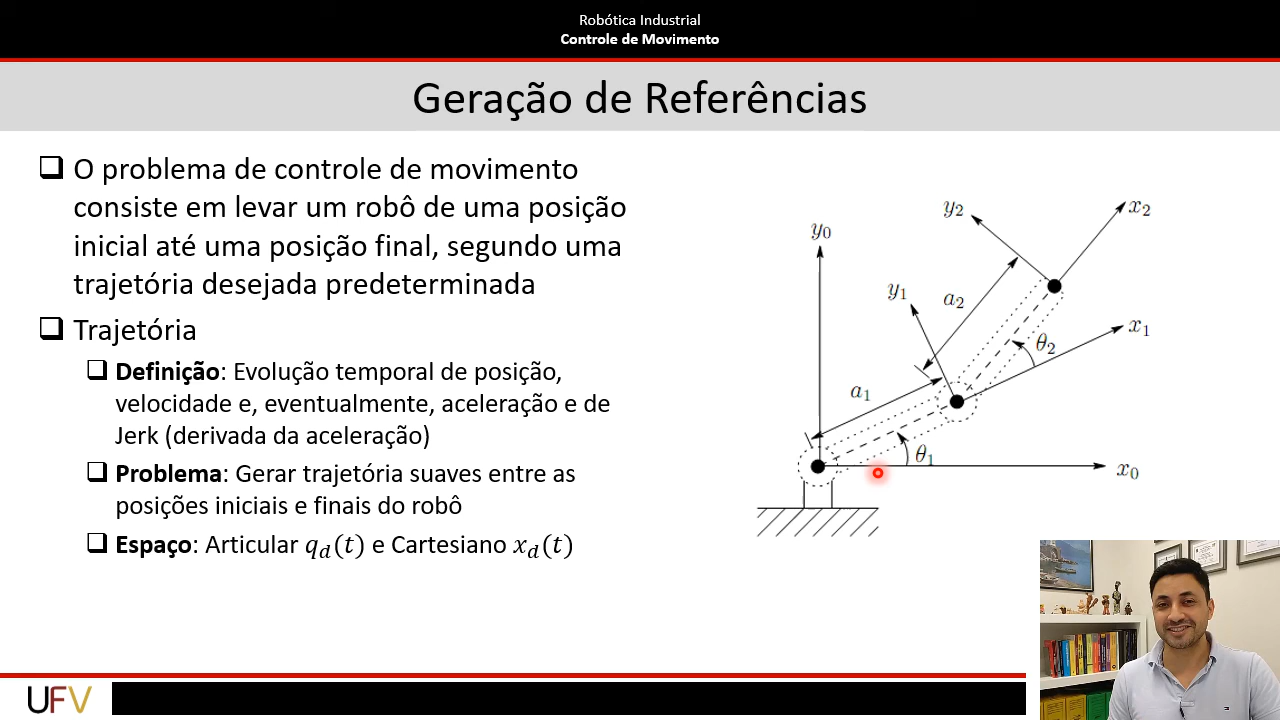 Robótica Industrial
Controle de Movimento
Geração de Referências
O problema de controle de movimento
consiste em levar um robô de uma posição
inicial até uma posição final, segundo uma
trajetória desejada predeterminada
Trajetória
Definição: Evolução temporal de posição,
velocidade e, eventualmente, aceleração e de
Jerk (derivada da aceleração)
Problema: Gerar trajetória suaves entre as
posições iniciais e finais do robô
Espaço: Articular q_d(t) e Cartesiano x_d(t)
y_0
y_2
x_2
y_1
a_2
x_1
θ_2
a_1
θ_1
x_0
UFV